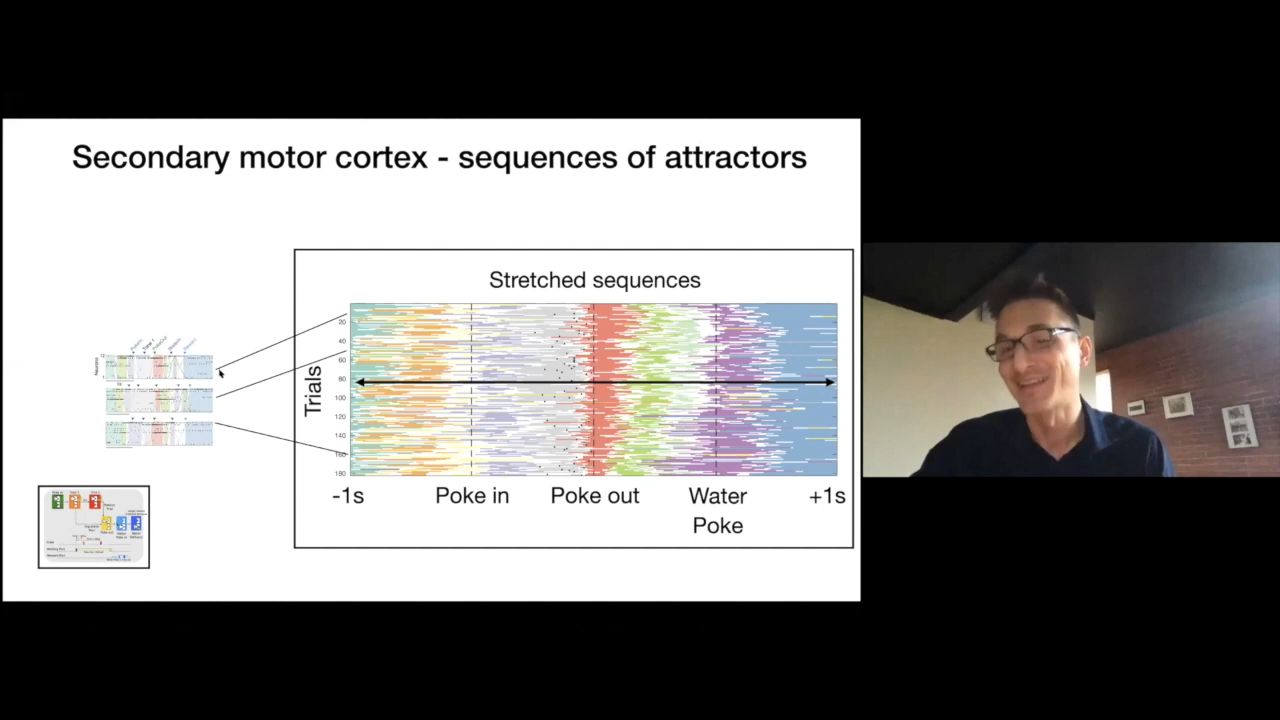 Secondary motor cortex - sequences of attractors
Stretched sequences
Trials
20
40
60
80
100
120
140
160
180
-1s
Poke in
Poke out
Water
Poke
+1s
Neurons